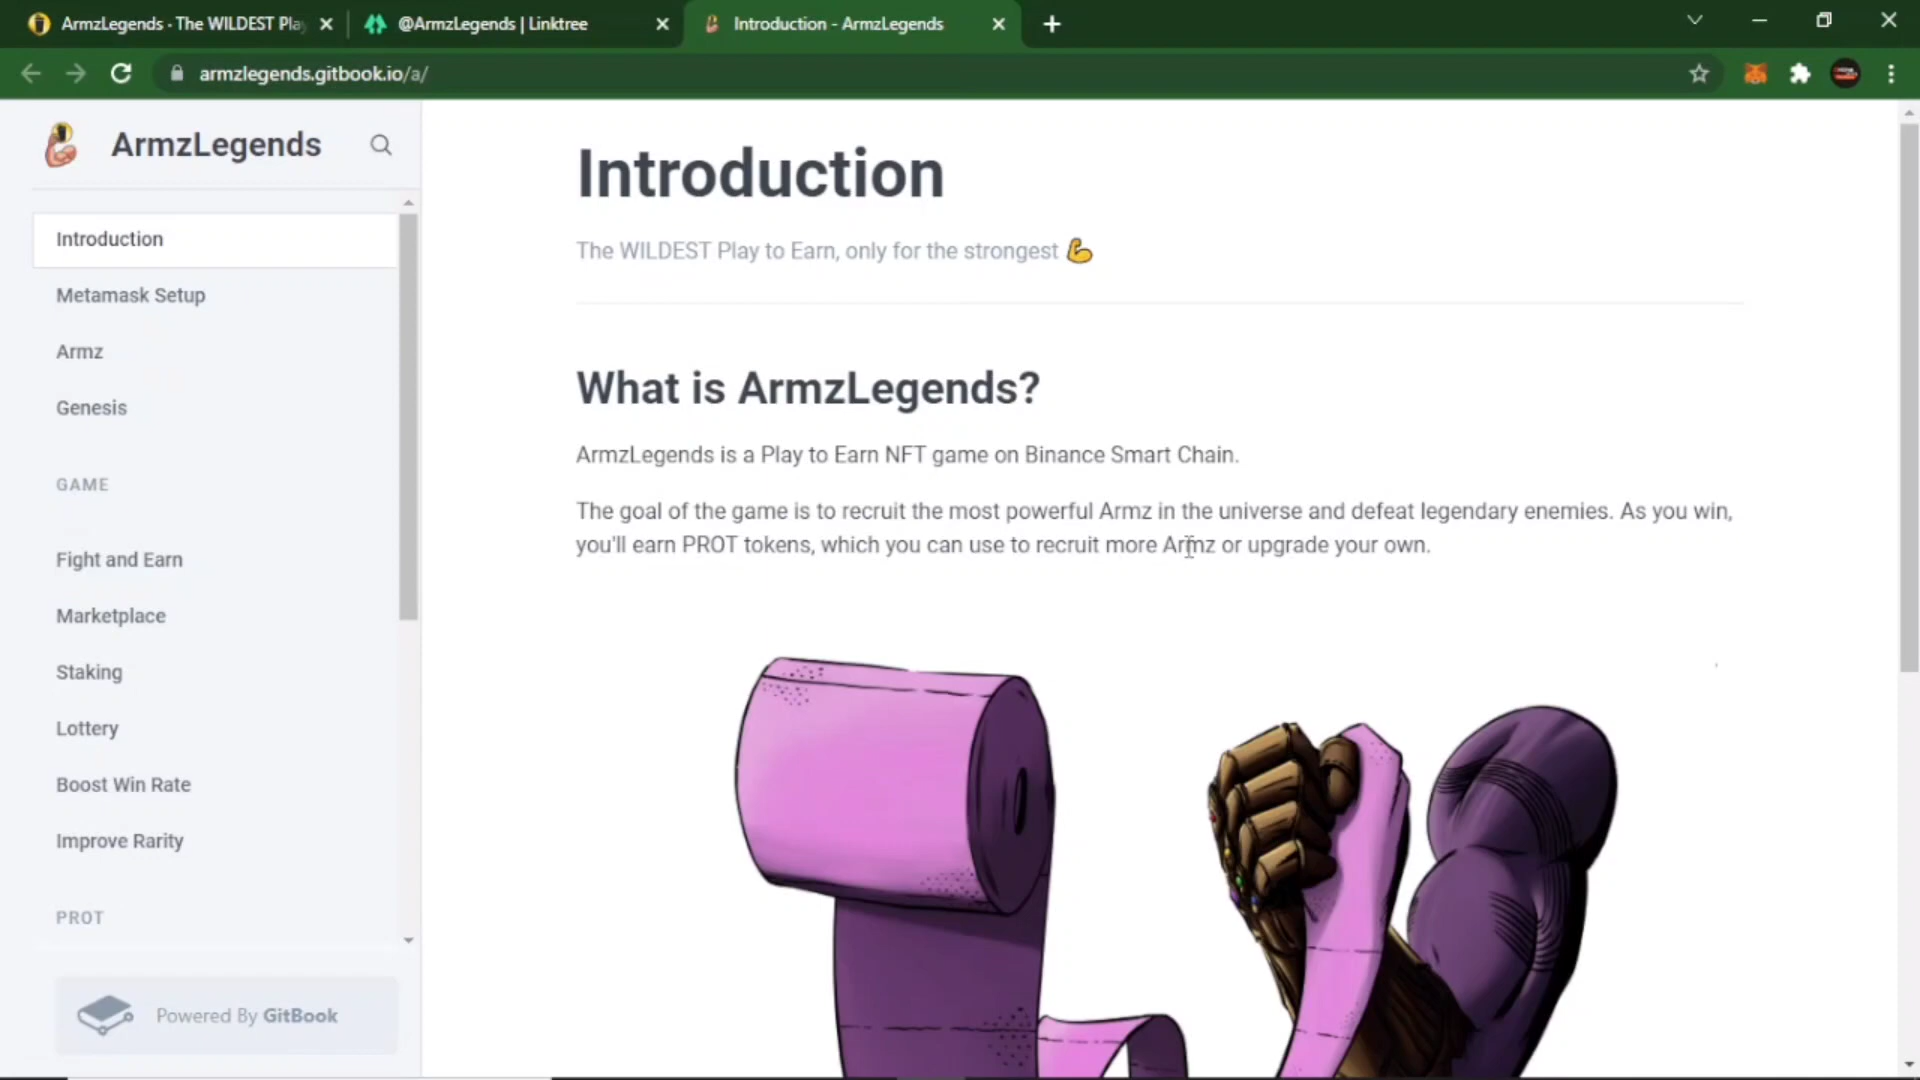 ArmzLegends · The WILDEST Play
@ArmzLegends | Linktree
Introduction - ArmzLegends
armzlegends.gitbook.io/a/
ArmzLegends
Introduction
Metamask Setup
Armz
Genesis
GAME
Fight and Earn
Marketplace
Staking
Lottery
Boost Win Rate
Improve Rarity
PROT
Powered By GitBook
Introduction
The WILDEST Play to Earn, only for the strongest 💪
What is ArmzLegends?
ArmzLegends is a Play to Earn NFT game on Binance Smart Chain.
The goal of the game is to recruit the most powerful Armz in the universe and defeat legendary enemies. As you win,
you'll earn PROT tokens, which you can use to recruit more Armz or upgrade your own.